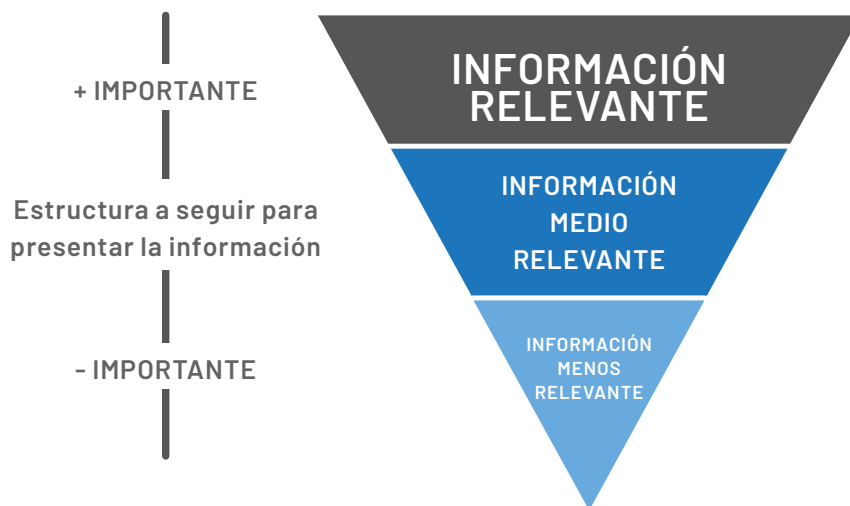 + IMPORTANTE
Estructura a seguir para
presentar la información
- IMPORTANTE
INFORMACIÓN
RELEVANTE
INFORMACIÓN
MEDIO
RELEVANTE
INFORMACIÓN
MENOS
RELEVANTE